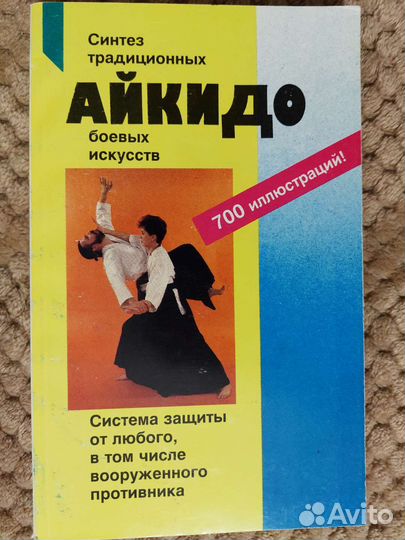 Синтез
традиционных
АЙКИДО
боевых
искусств
700 иллюстраций!
Система защиты
от любого,
в том числе
вооруженного
противника
Avito